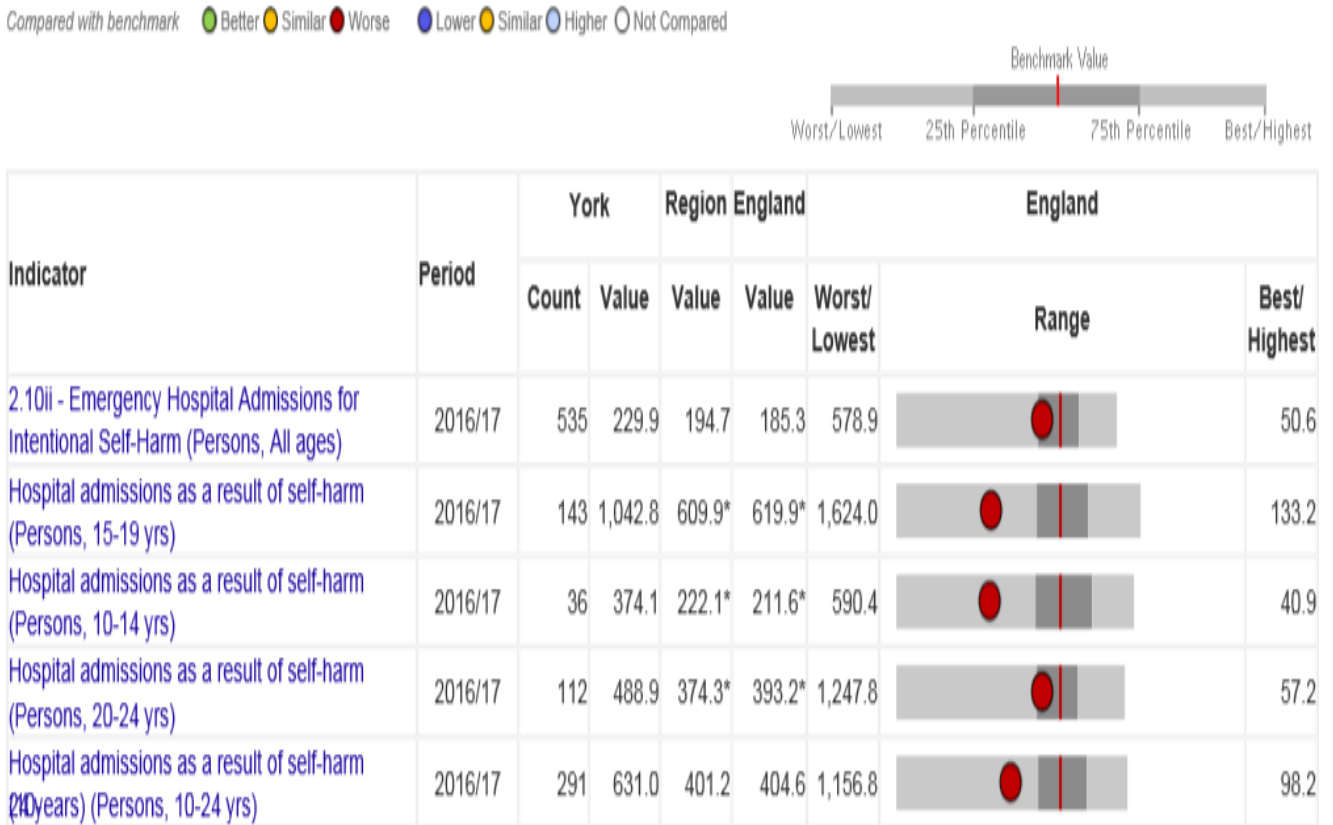 Compared with benchmark Better Similar Worse Lower Similar Higher Not Compared
Benchmark Value
Worst/Lowest 25th Percentile 75th Percentile Best/Highest
Indicator Period York Region England England
Count Value Value Value Worst/ Lowest Range Best/ Highest
2.10ii - Emergency Hospital Admissions for
Intentional Self-Harm (Persons, All ages) 2016/17 535 229.9 194.7 185.3 578.9 50.6
Hospital admissions as a result of self-harm
(Persons, 15-19 yrs) 2016/17 143 1,042.8 609.9* 619.9* 1,624.0 133.2
Hospital admissions as a result of self-harm
(Persons, 10-14 yrs) 2016/17 36 374.1 222.1* 211.6* 590.4 40.9
Hospital admissions as a result of self-harm
(Persons, 20-24 yrs) 2016/17 112 488.9 374.3* 393.2* 1,247.8 57.2
Hospital admissions as a result of self-harm
years) (Persons, 10-24 yrs) 2016/17 291 631.0 401.2 404.6 1,156.8 98.2